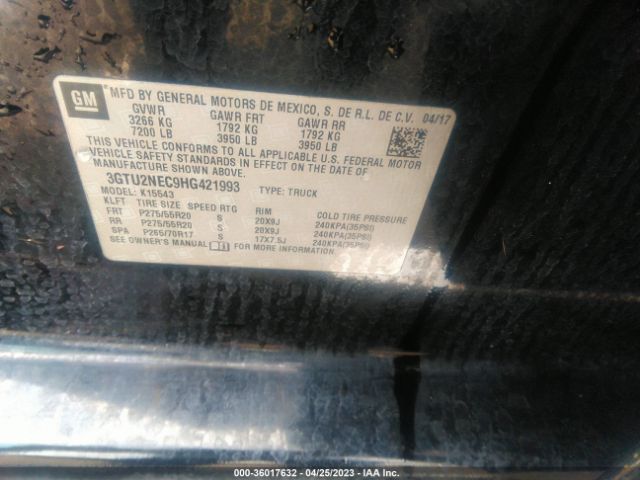 GM
MFD BY GENERAL MOTORS DE MEXICO, S. DE R.L. DE C.V. 04/17
GVWR GAWR FRT GAWR RR
3266 KG 1792 KG 1792 KG
7200 LB 3950 LB 3950 LB
THIS VEHICLE CONFORMS TO ALL APPLICABLE U.S. FEDERAL MOTOR
VEHICLE SAFETY STANDARDS IN EFFECT ON THE DATE OF
MANUFACTURE SHOWN ABOVE.
3GTU2NEC9HG421993 TYPE: TRUCK
MODEL: K15543
KLFT TIRE SIZE SPEED RTG RIM COLD TIRE PRESSURE
FRT P275/55R20 S 20X9J 240KPA(35PSI)
RR P275/55R20 S 20X9J 240KPA(35PSI)
SPA P265/70R17 S 17X7.5J 240KPA(35PSI)
SEE OWNER'S MANUAL FOR MORE INFORMATION
000-36017632 - 04/25/2023 - IAA Inc.